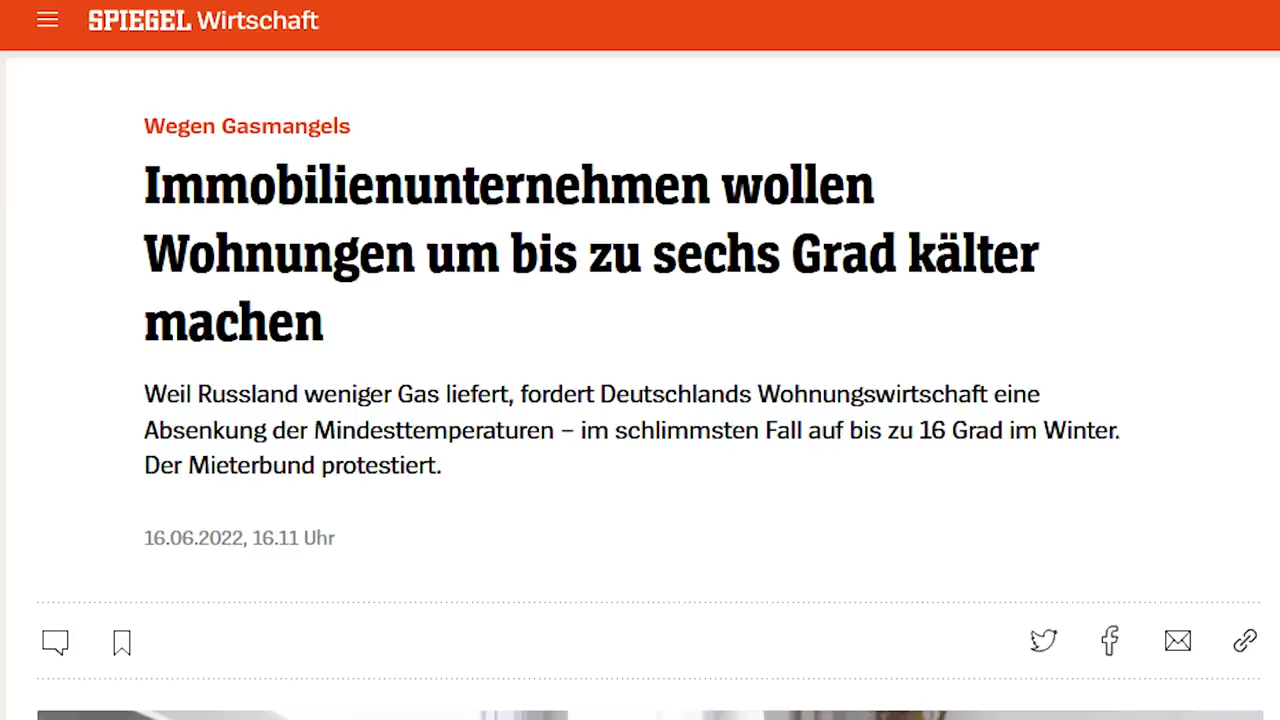 SPIEGEL Wirtschaft
Wegen Gasmangels
Immobilienunternehmen wollen
Wohnungen um bis zu sechs Grad kälter
machen
Weil Russland weniger Gas liefert, fordert Deutschlands Wohnungswirtschaft eine
Absenkung der Mindesttemperaturen – im schlimmsten Fall auf bis zu 16 Grad im Winter.
Der Mieterbund protestiert.
16.06.2022, 16.11 Uhr